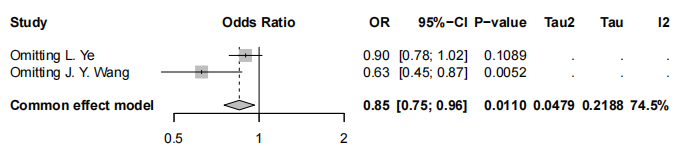 Study Odds Ratio OR 95%−CI P−value Tau2 Tau I2
Omitting L. Ye 0.90 [0.78; 1.02] 0.1089 . . .
Omitting J. Y. Wang 0.63 [0.45; 0.87] 0.0052 . . .
Common effect model 0.85 [0.75; 0.96] 0.0110 0.0479 0.2188 74.5%
0.5 1 2